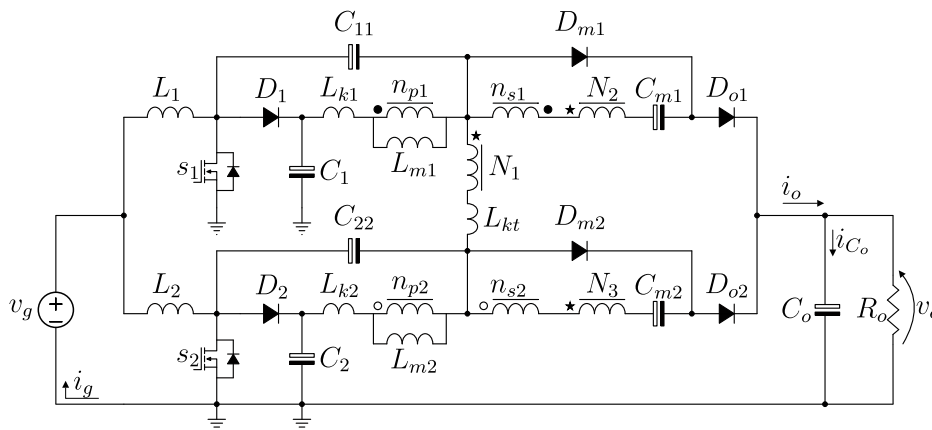 C11 Dm1
L1 D1 Lk1 np1 ns1 N2 Cm1 Do1
s1 C1 Lm1 N1
C22 Lkt Dm2 io
iCo
L2 D2 Lk2 np2 ns2 N3 Cm2 Do2
vg Co Ro
s2 C2 Lm2
ig